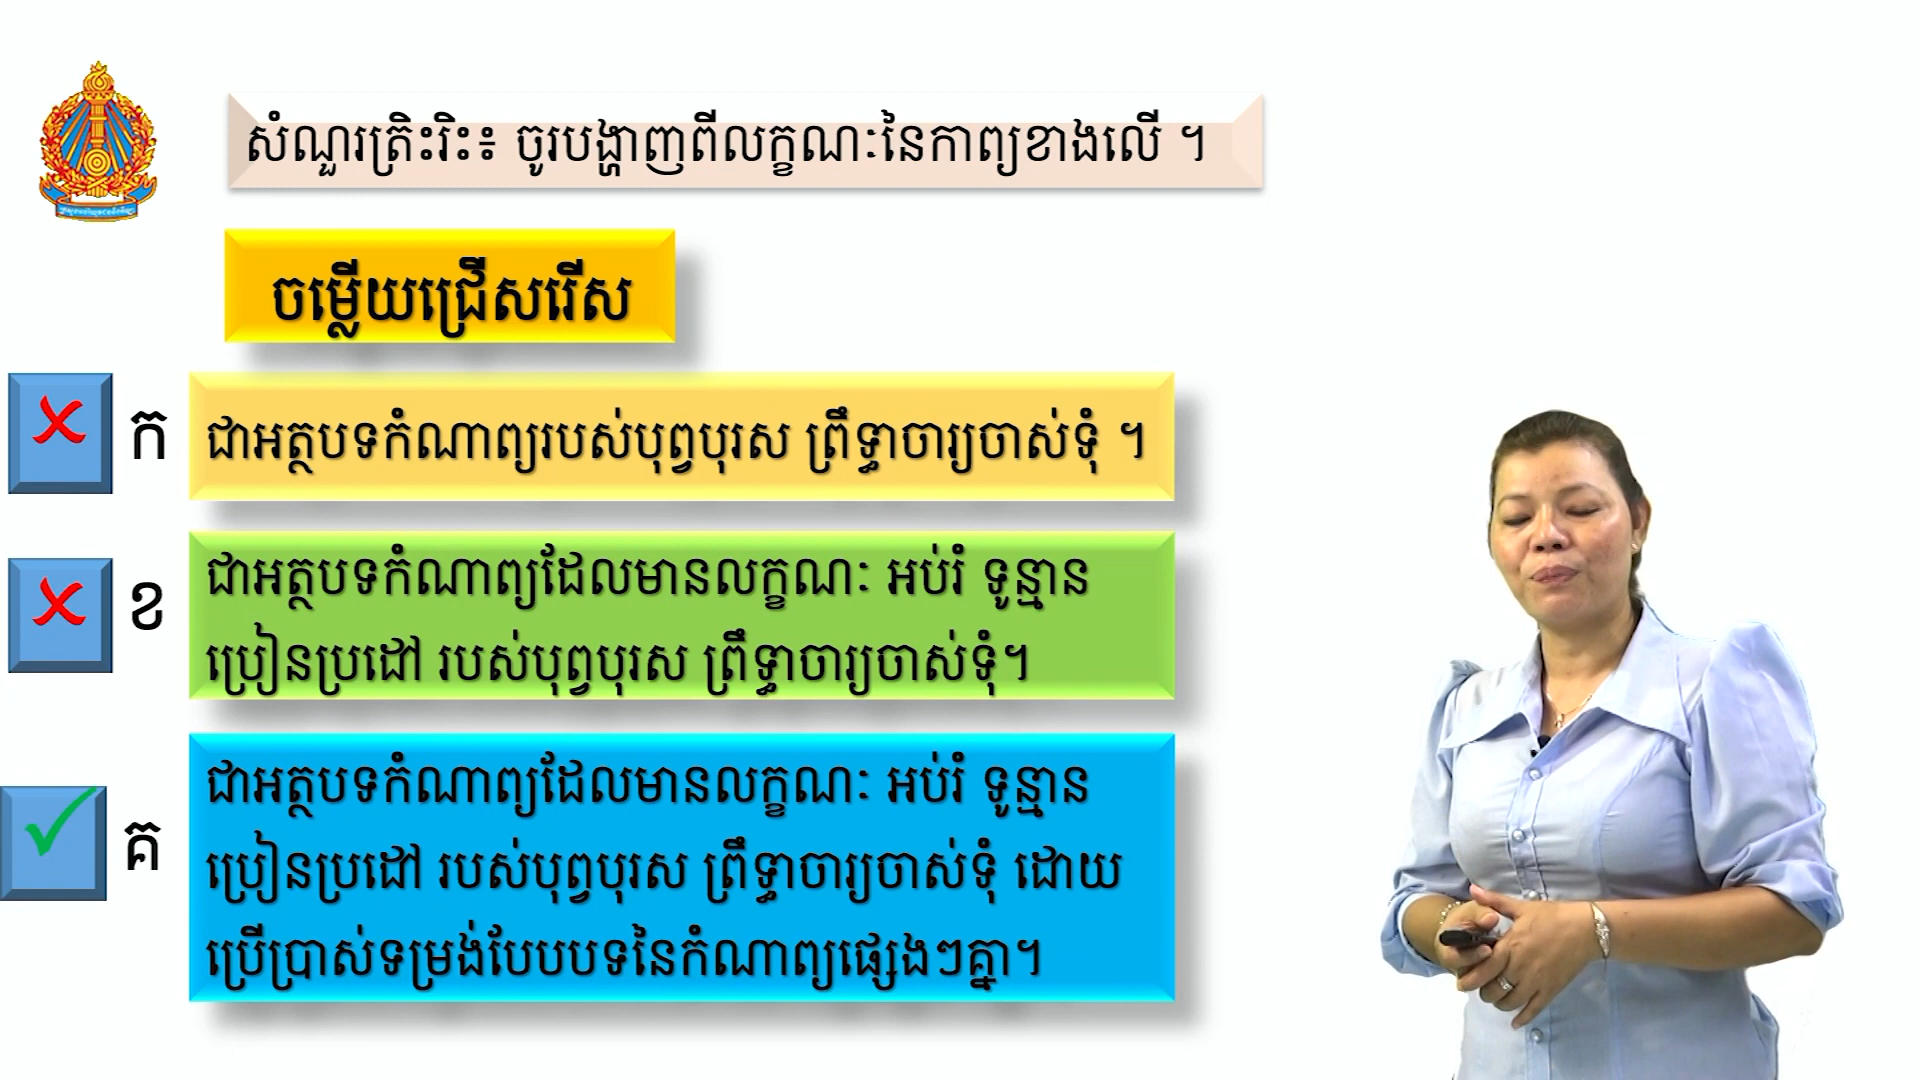 សំណួរត្រិះរិះ៖ ចូរបង្ហាញពីលក្ខណៈនៃកាព្យខាងលើ ។
ចម្លើយជ្រើសរើស
ក
ជាអត្ថបទកំណាព្យរបស់បុព្វបុរស ព្រឹទ្ធាចារ្យចាស់ទុំ ។
ខ
ជាអត្ថបទកំណាព្យដែលមានលក្ខណៈ អប់រំ ទូន្មាន
ប្រៀនប្រដៅ របស់បុព្វបុរស ព្រឹទ្ធាចារ្យចាស់ទុំ។
គ
ជាអត្ថបទកំណាព្យដែលមានលក្ខណៈ អប់រំ ទូន្មាន
ប្រៀនប្រដៅ របស់បុព្វបុរស ព្រឹទ្ធាចារ្យចាស់ទុំ ដោយ
ប្រើប្រាស់ទម្រង់បែបបទនៃកំណាព្យផ្សេងៗគ្នា។